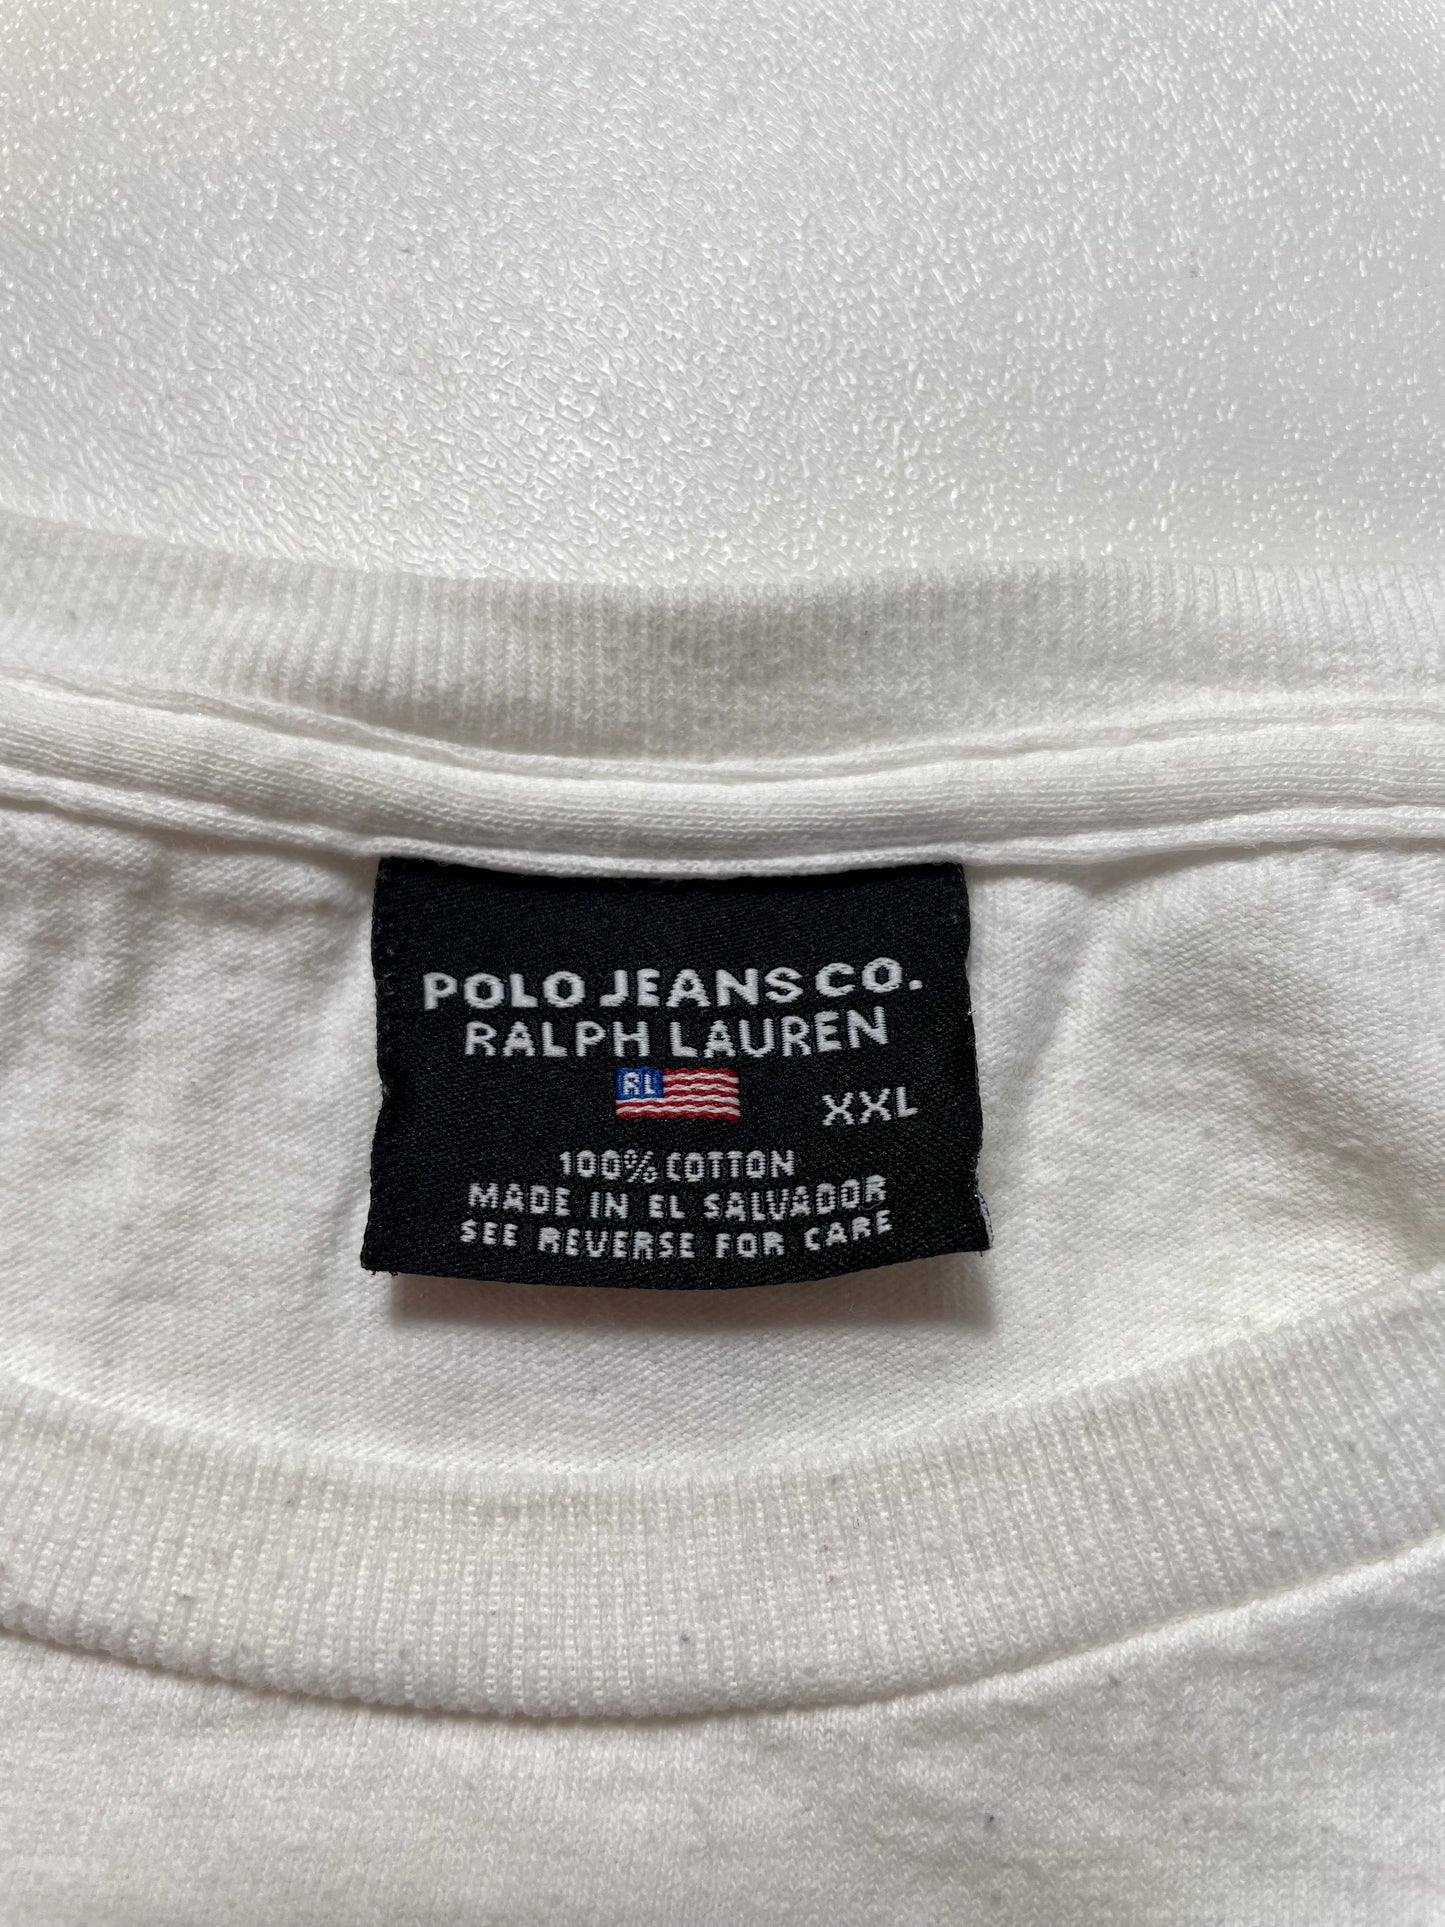 POLO JEANS CO.
RALPH LAUREN
RL
XXL
100% COTTON
MADE IN EL SALVADOR
SEE REVERSE FOR CARE